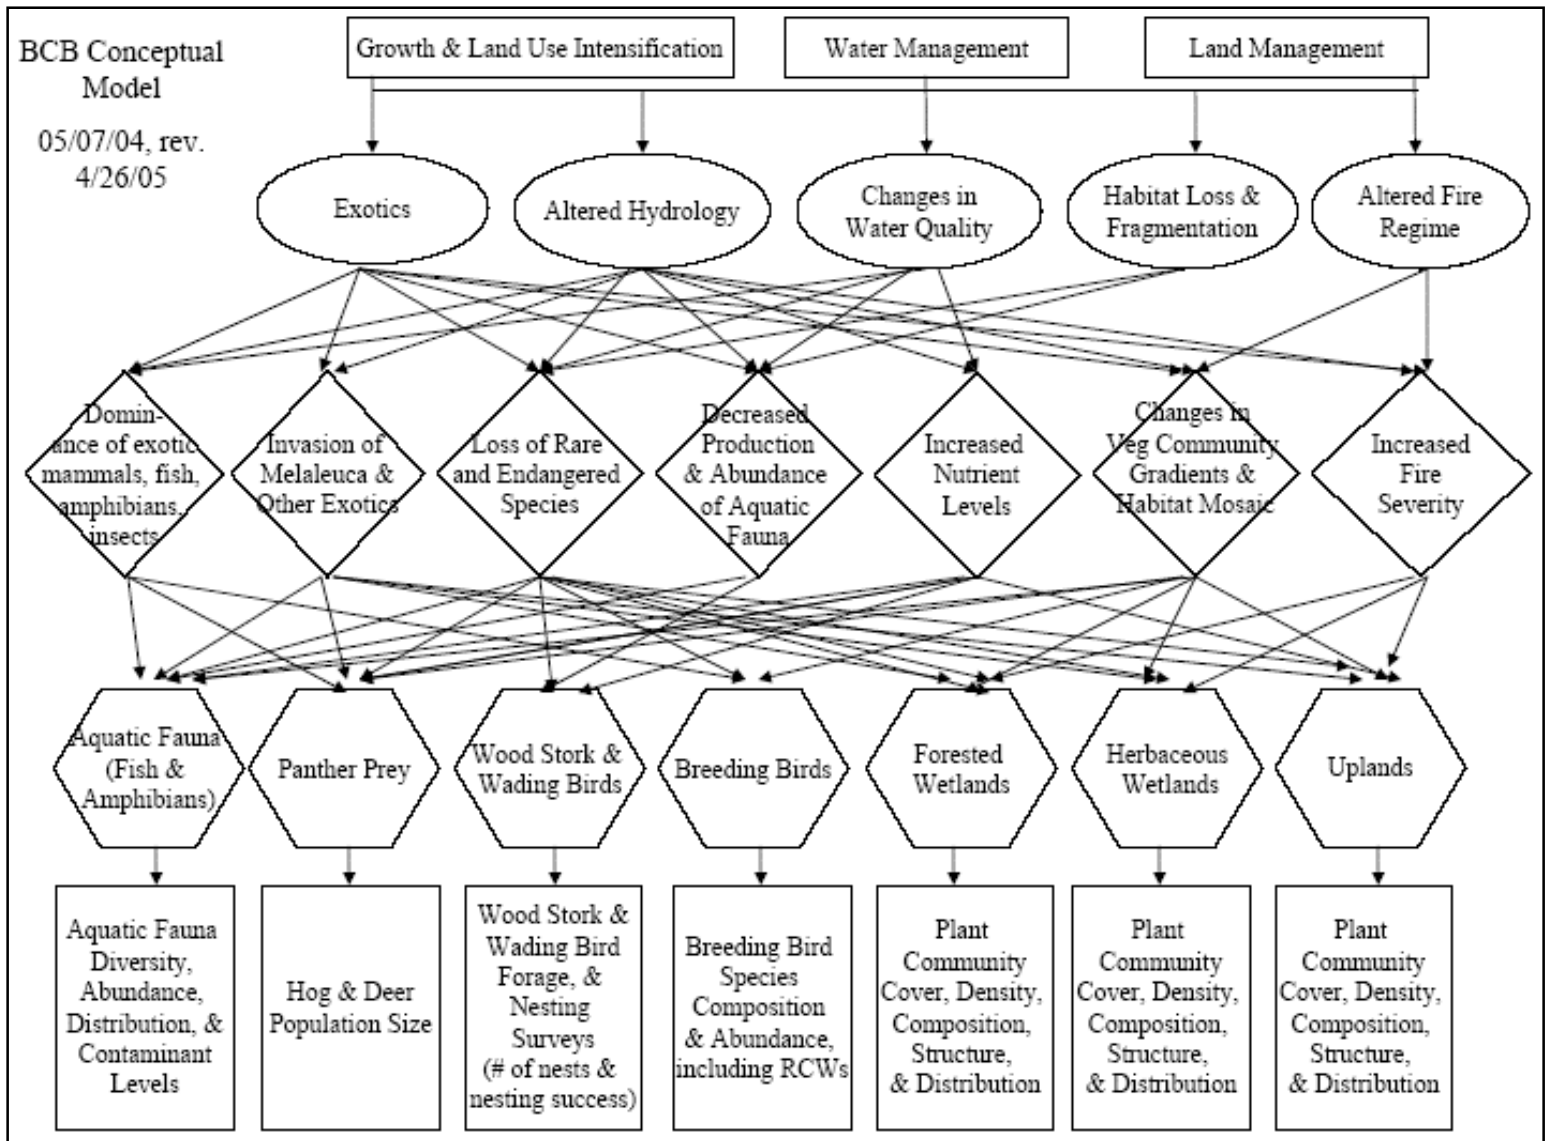 BCB Conceptual
Model
05/07/04, rev.
4/26/05
Growth & Land Use Intensification
Water Management
Land Management
Exotics
Altered Hydrology
Changes in
Water Quality
Habitat Loss &
Fragmentation
Altered Fire
Regime
Domin-
ance of exotic
mammals, fish,
amphibians,
insects
Invasion of
Melaleuca &
Other Exotics
Loss of Rare
and Endangered
Species
Decreased
Production
& Abundance
of Aquatic
Fauna
Increased
Nutrient
Levels
Changes in
Veg Community
Gradients &
Habitat Mosaic
Increased
Fire
Severity
Aquatic Fauna
(Fish &
Amphibians)
Panther Prey
Wood Stork &
Wading Birds
Breeding Birds
Forested
Wetlands
Herbaceous
Wetlands
Uplands
Aquatic Fauna
Diversity,
Abundance,
Distribution, &
Contaminant
Levels
Hog & Deer
Population Size
Wood Stork &
Wading Bird
Forage, &
Nesting
Surveys
(# of nests &
nesting success)
Breeding Bird
Species
Composition
& Abundance,
including RCWs
Plant
Community
Cover, Density,
Composition,
Structure,
& Distribution
Plant
Community
Cover, Density,
Composition,
Structure,
& Distribution
Plant
Community
Cover, Density,
Composition,
Structure,
& Distribution